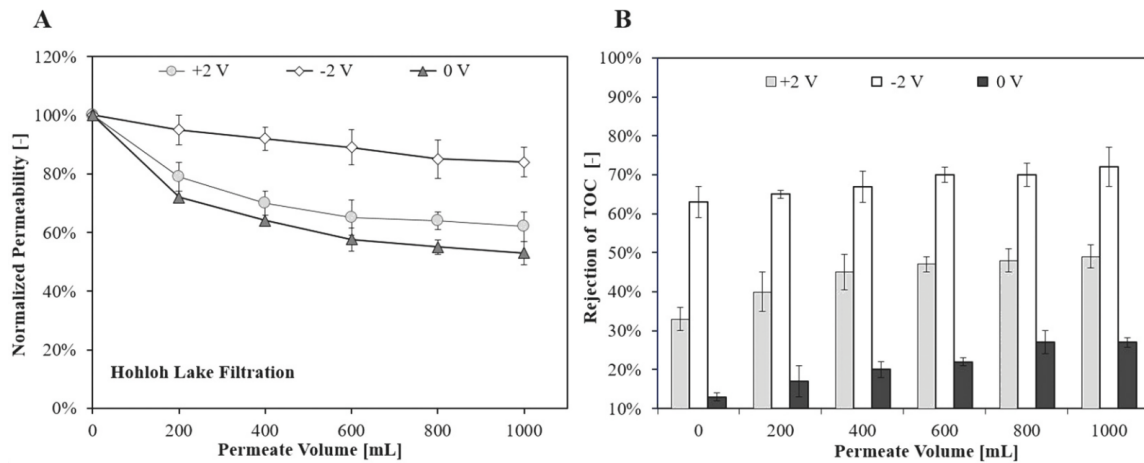 A
120%
100%
80%
60%
40%
20%
0%
Normalized Permeability [-]
+2 V -2 V 0 V
Hohloh Lake Filtration
0 200 400 600 800 1000
Permeate Volume [mL]
B
100%
90%
80%
70%
60%
50%
40%
30%
20%
10%
Rejection of TOC [-]
+2 V -2 V 0 V
0 200 400 600 800 1000
Permeate Volume [mL]